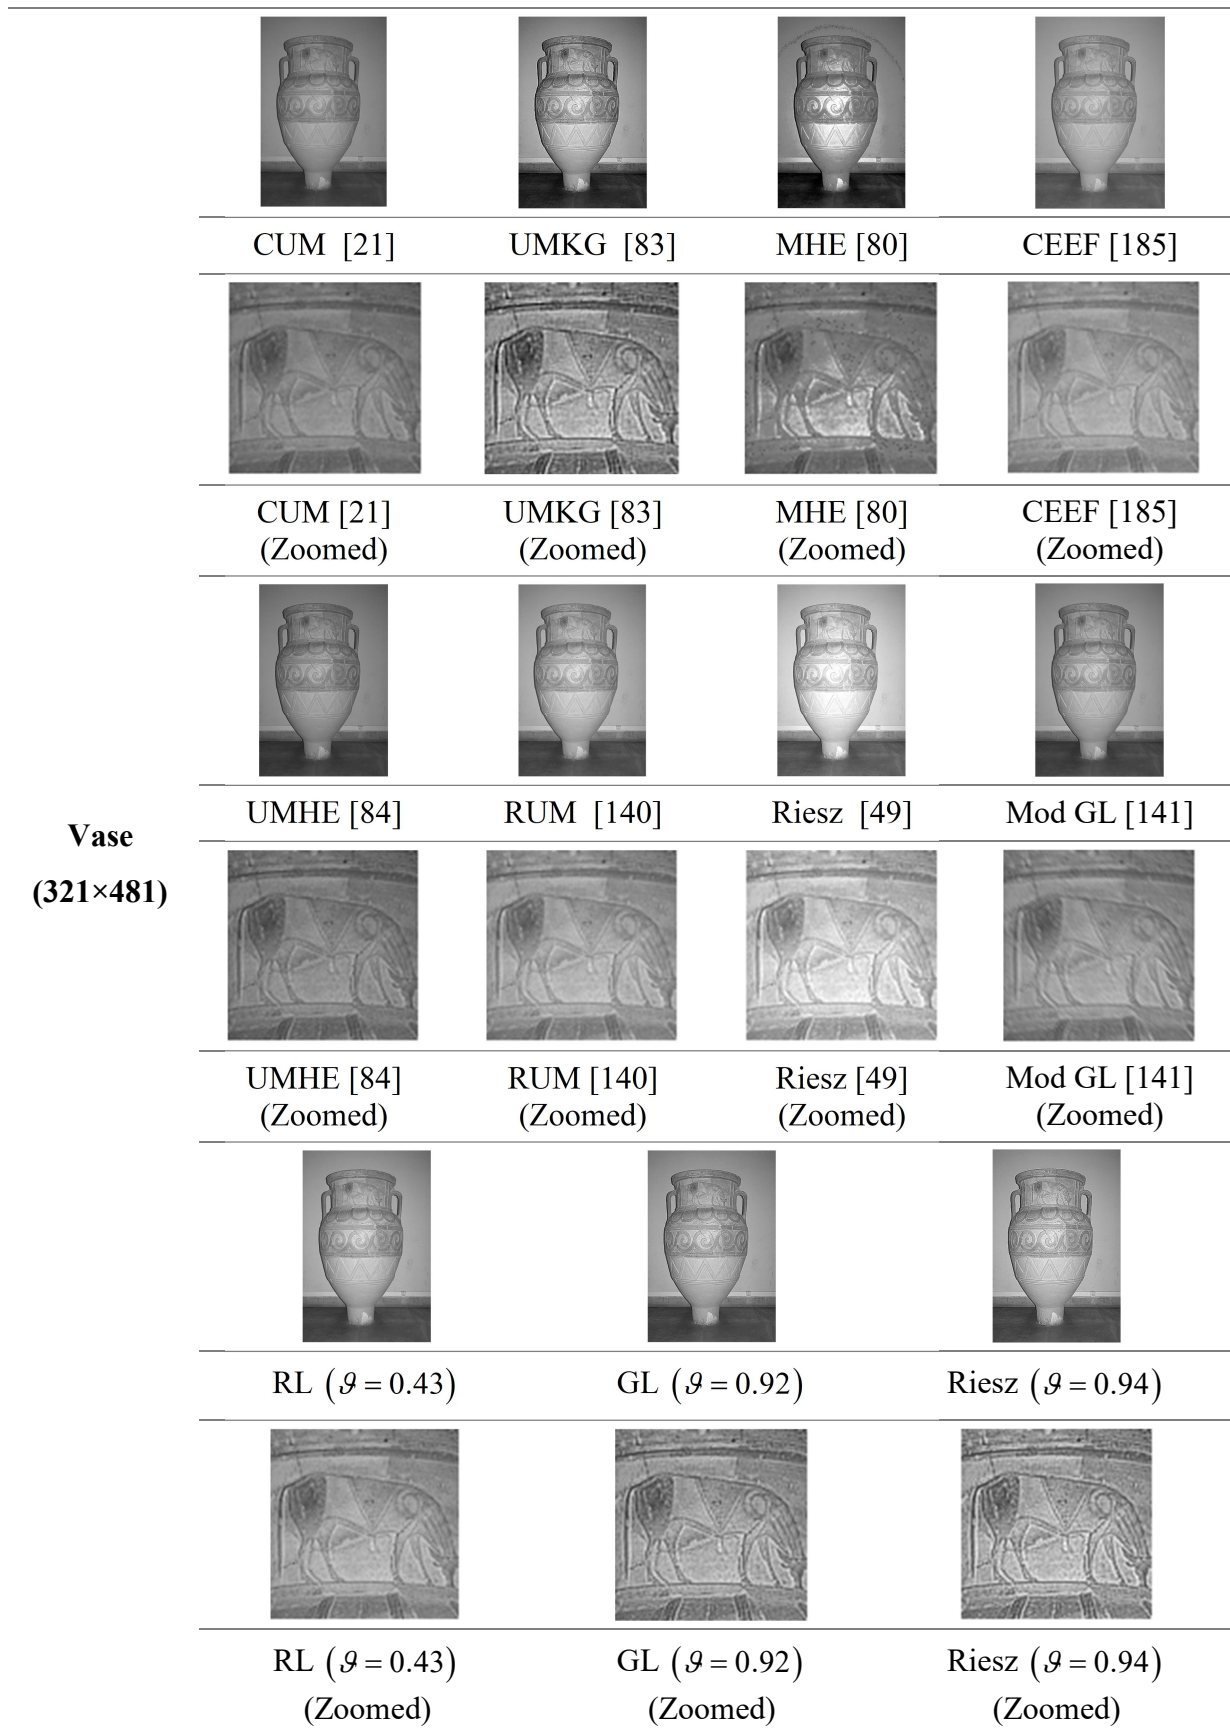 CUM [21] UMKG [83] MHE [80] CEEF [185]
CUM [21] UMKG [83] MHE [80] CEEF [185]
(Zoomed) (Zoomed) (Zoomed) (Zoomed)
UMHE [84] RUM [140] Riesz [49] Mod GL [141]
Vase
(321×481)
UMHE [84] RUM [140] Riesz [49] Mod GL [141]
(Zoomed) (Zoomed) (Zoomed) (Zoomed)
RL (𝜗 = 0.43) GL (𝜗 = 0.92) Riesz (𝜗 = 0.94)
RL (𝜗 = 0.43) GL (𝜗 = 0.92) Riesz (𝜗 = 0.94)
(Zoomed) (Zoomed) (Zoomed)